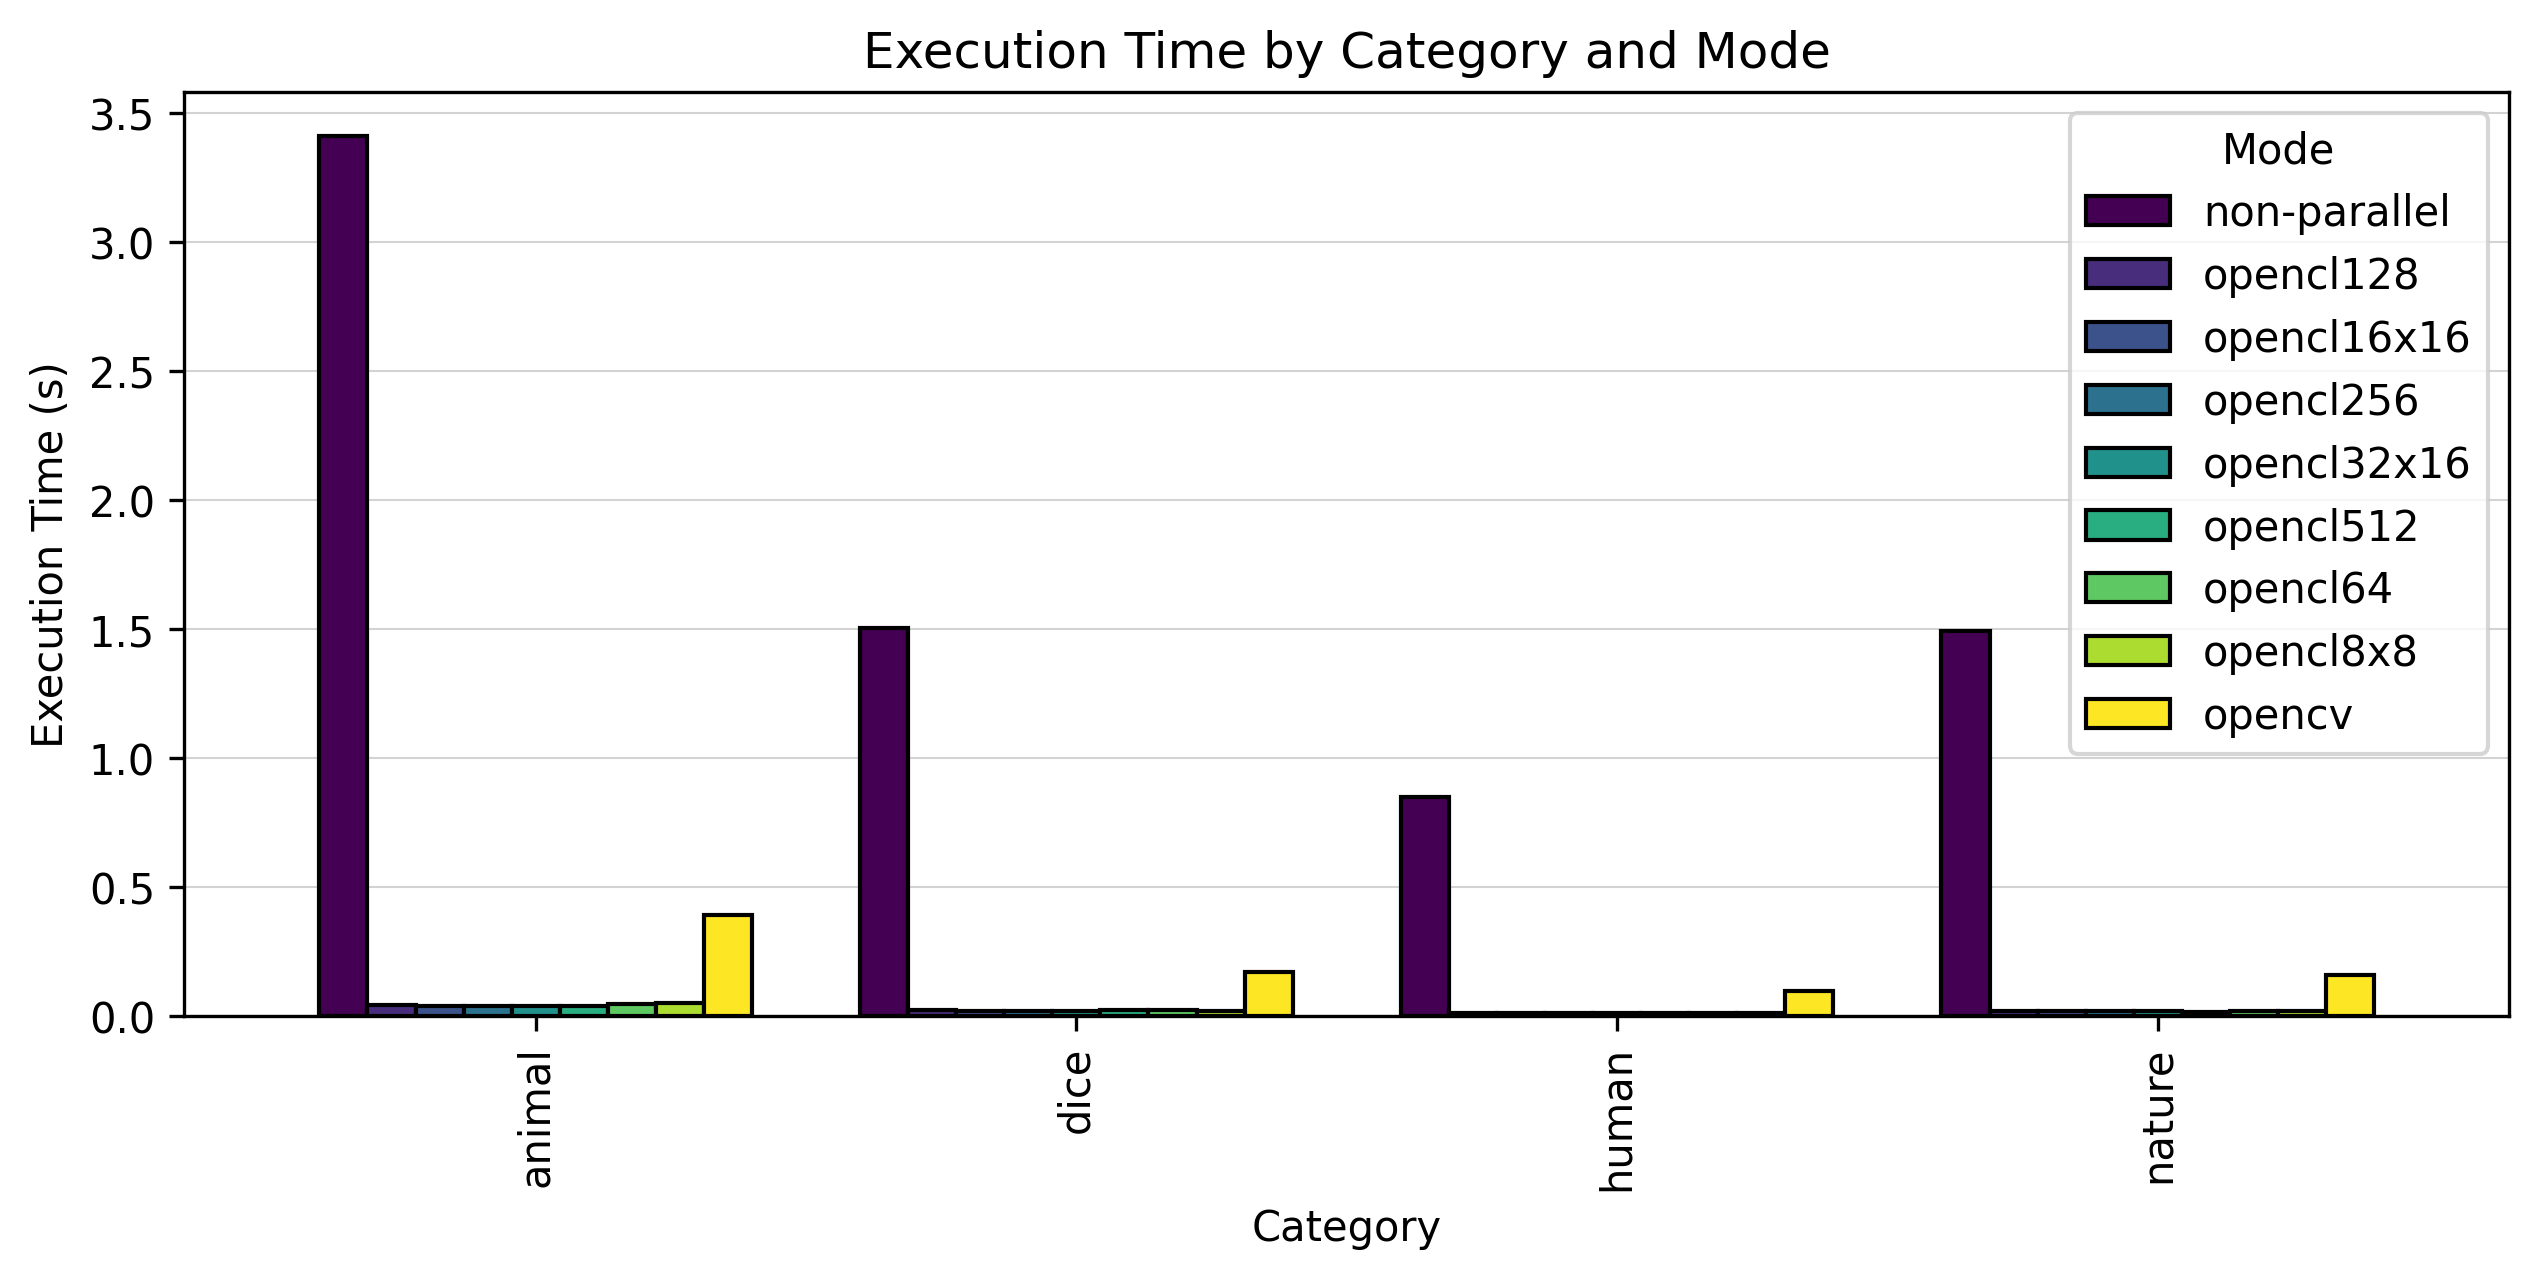 Execution Time by Category and Mode
3.5
3.0
2.5
2.0
1.5
1.0
0.5
0.0
Execution Time (s)
Mode
non-parallel
opencl128
opencl16x16
opencl256
opencl32x16
opencl512
opencl64
opencl8x8
opencv
animal
dice
human
nature
Category